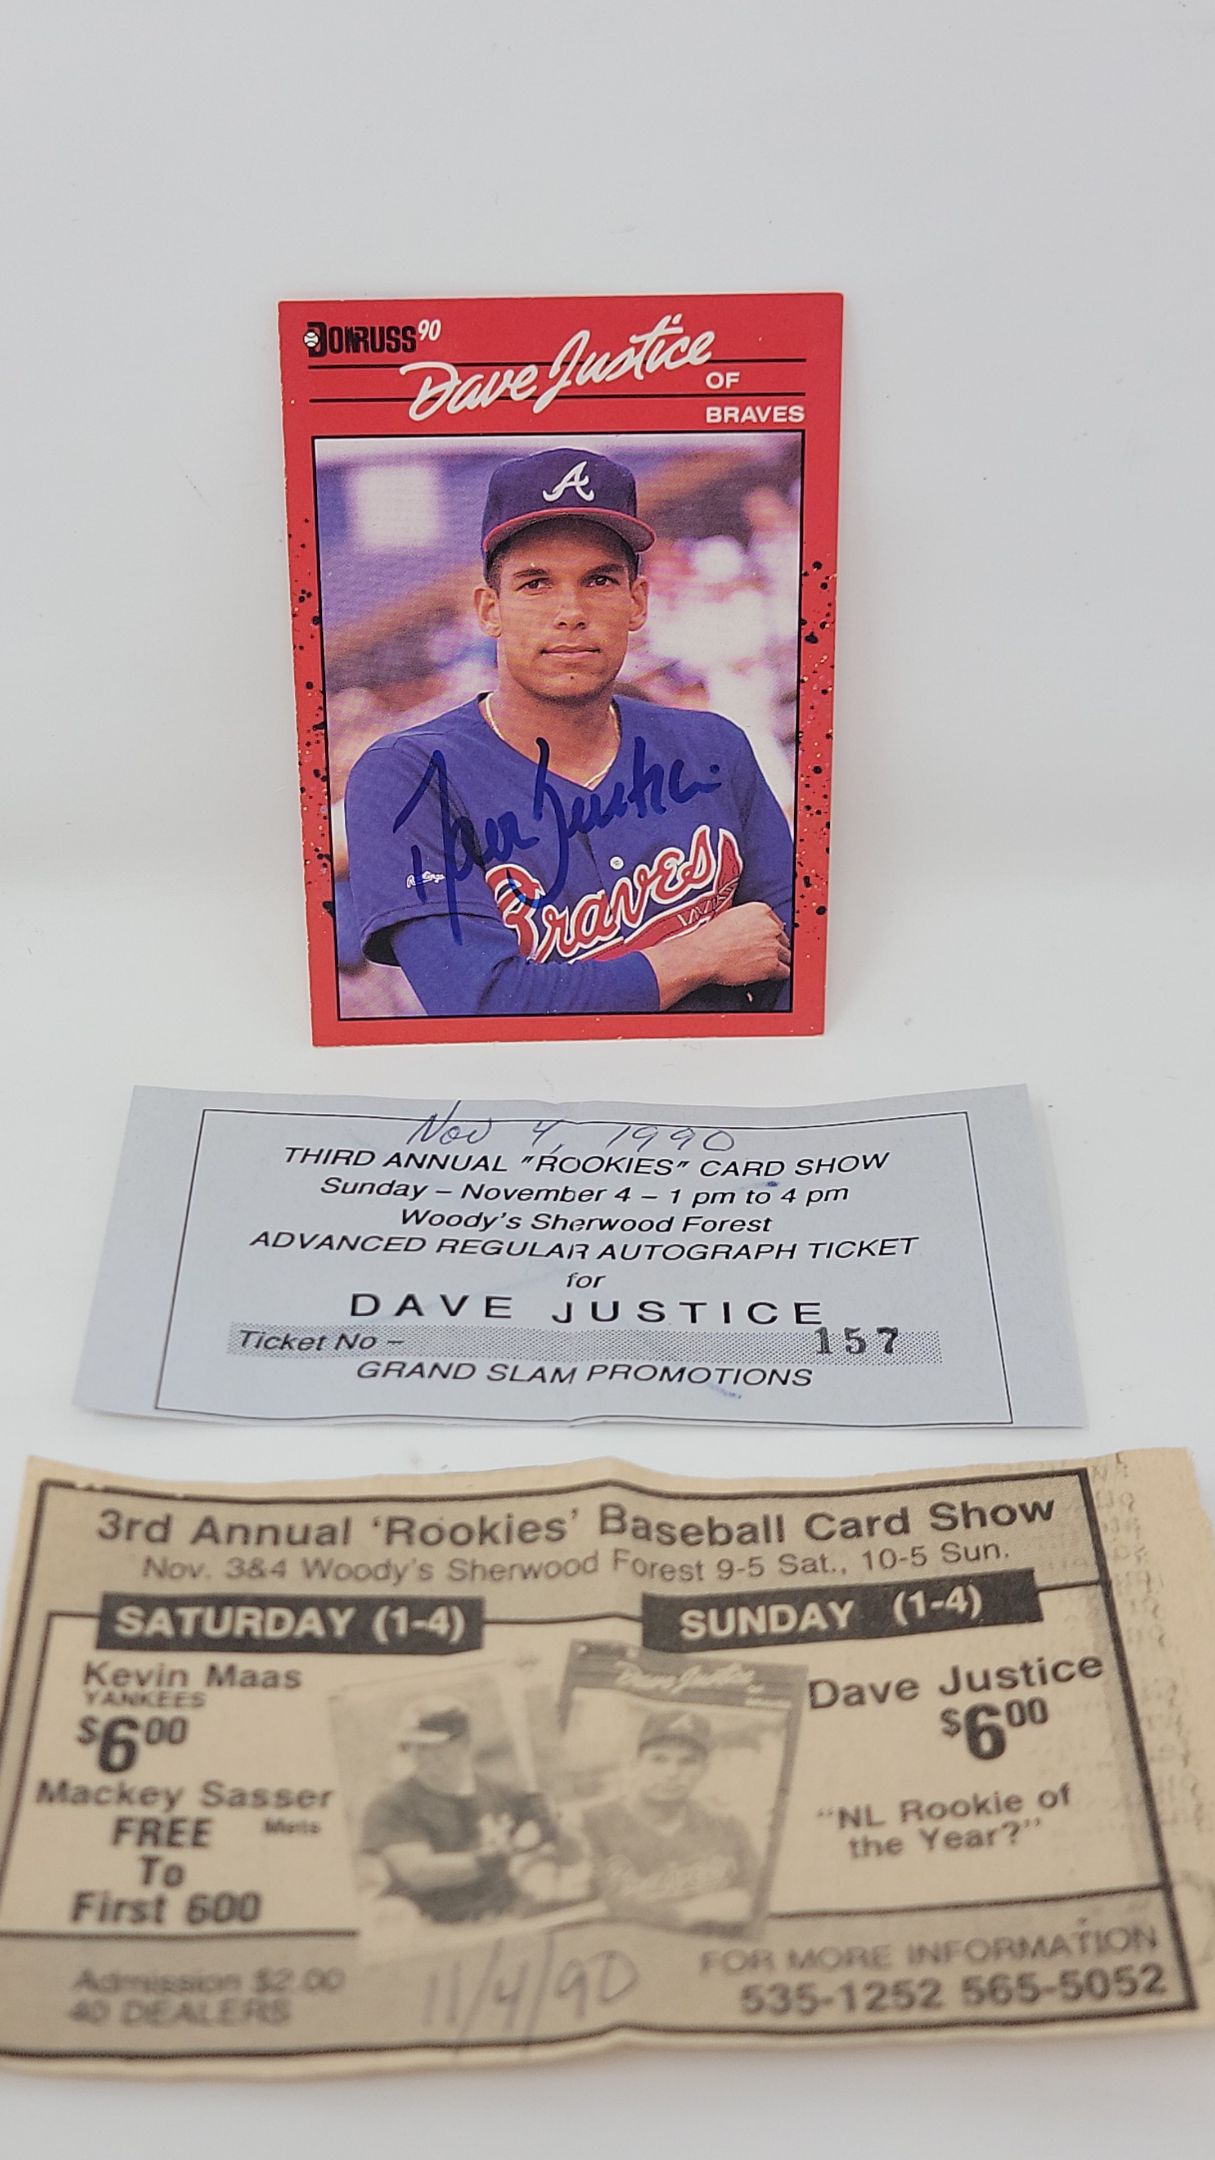 DONRUSS 90
Dave Justice
OF
BRAVES
A
Dave Justice
Braves
Nov 4, 1990
THIRD ANNUAL "ROOKIES" CARD SHOW
Sunday – November 4 – 1 pm to 4 pm
Woody's Sherwood Forest
ADVANCED REGULAR AUTOGRAPH TICKET
for
DAVE JUSTICE
Ticket No – 157
GRAND SLAM PROMOTIONS
3rd Annual 'Rookies' Baseball Card Show
Nov. 3&4 Woody's Sherwood Forest 9-5 Sat., 10-5 Sun.
SATURDAY (1-4)
Kevin Maas
YANKEES
$6.00
Mackey Sasser
FREE Mets
To
First 600
SUNDAY (1-4)
Dave Justice
Dave Justice
$6.00
"NL Rookie of
the Year?"
Admission $2.00
40 DEALERS
11/4/90
FOR MORE INFORMATION
535-1252 565-5052